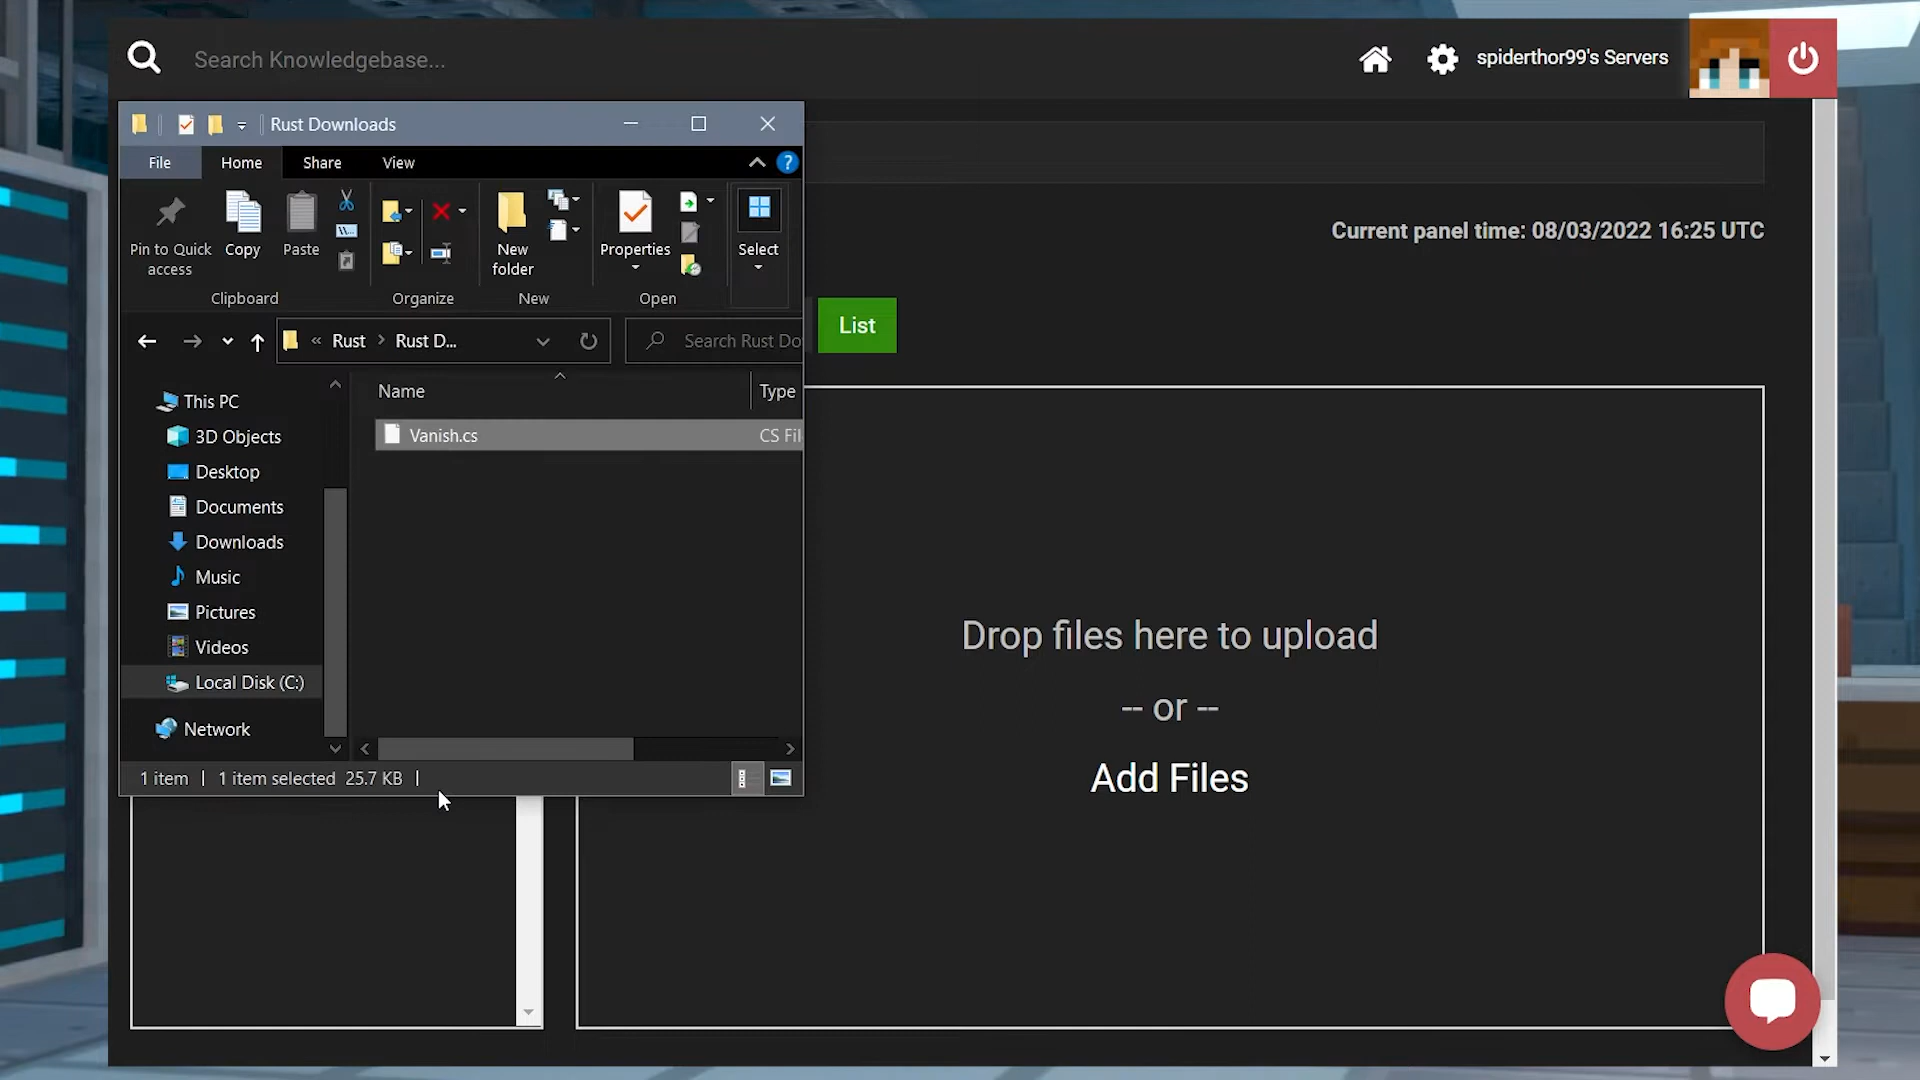 Search Knowledgebase...
spiderthor99's Servers
Rust Downloads
File Home Share View
Pin to Quick access
Copy
Paste
New folder
Properties
Select
Clipboard Organize New Open
Current panel time: 08/03/2022 16:25 UTC
« Rust > Rust D...
Search Rust Do
List
Name Type
Vanish.cs CS Fil
This PC
3D Objects
Desktop
Documents
Downloads
Music
Pictures
Videos
Local Disk (C:)
Network
1 item | 1 item selected 25.7 KB |
Drop files here to upload
-- or --
Add Files